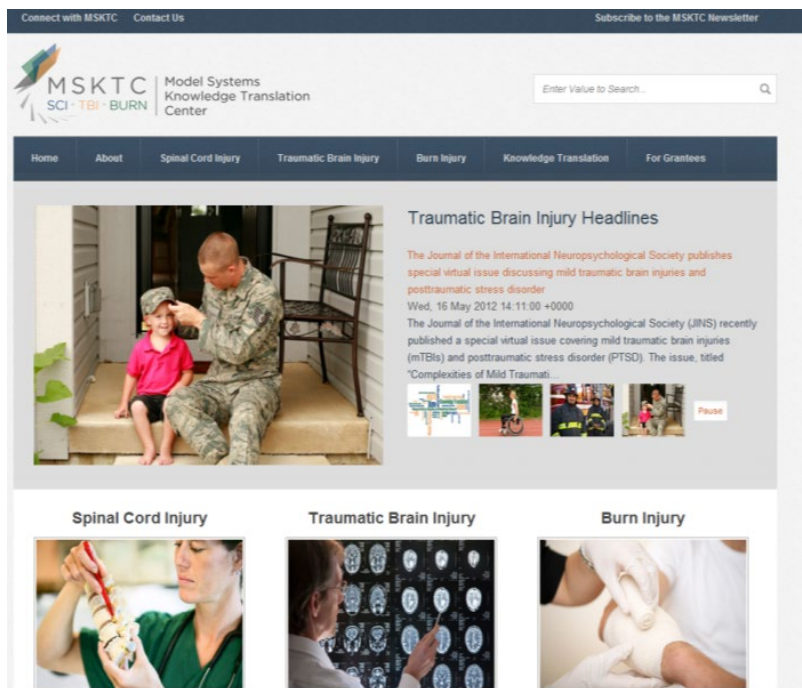 Connect with MSKTC Contact Us Subscribe to the MSKTC Newsletter
MSKTC
SCI · TBI · BURN
Model Systems
Knowledge Translation
Center
Enter Value to Search...
Home About Spinal Cord Injury Traumatic Brain Injury Burn Injury Knowledge Translation For Grantees
Traumatic Brain Injury Headlines
The Journal of the International Neuropsychological Society publishes
special virtual issue discussing mild traumatic brain injuries and
posttraumatic stress disorder
Wed, 16 May 2012 14:11:00 +0000
The Journal of the International Neuropsychological Society (JINS) recently
published a special virtual issue covering mild traumatic brain injuries
(mTBIs) and posttraumatic stress disorder (PTSD). The issue, titled
"Complexities of Mild Traumati...
Pause
Spinal Cord Injury Traumatic Brain Injury Burn Injury